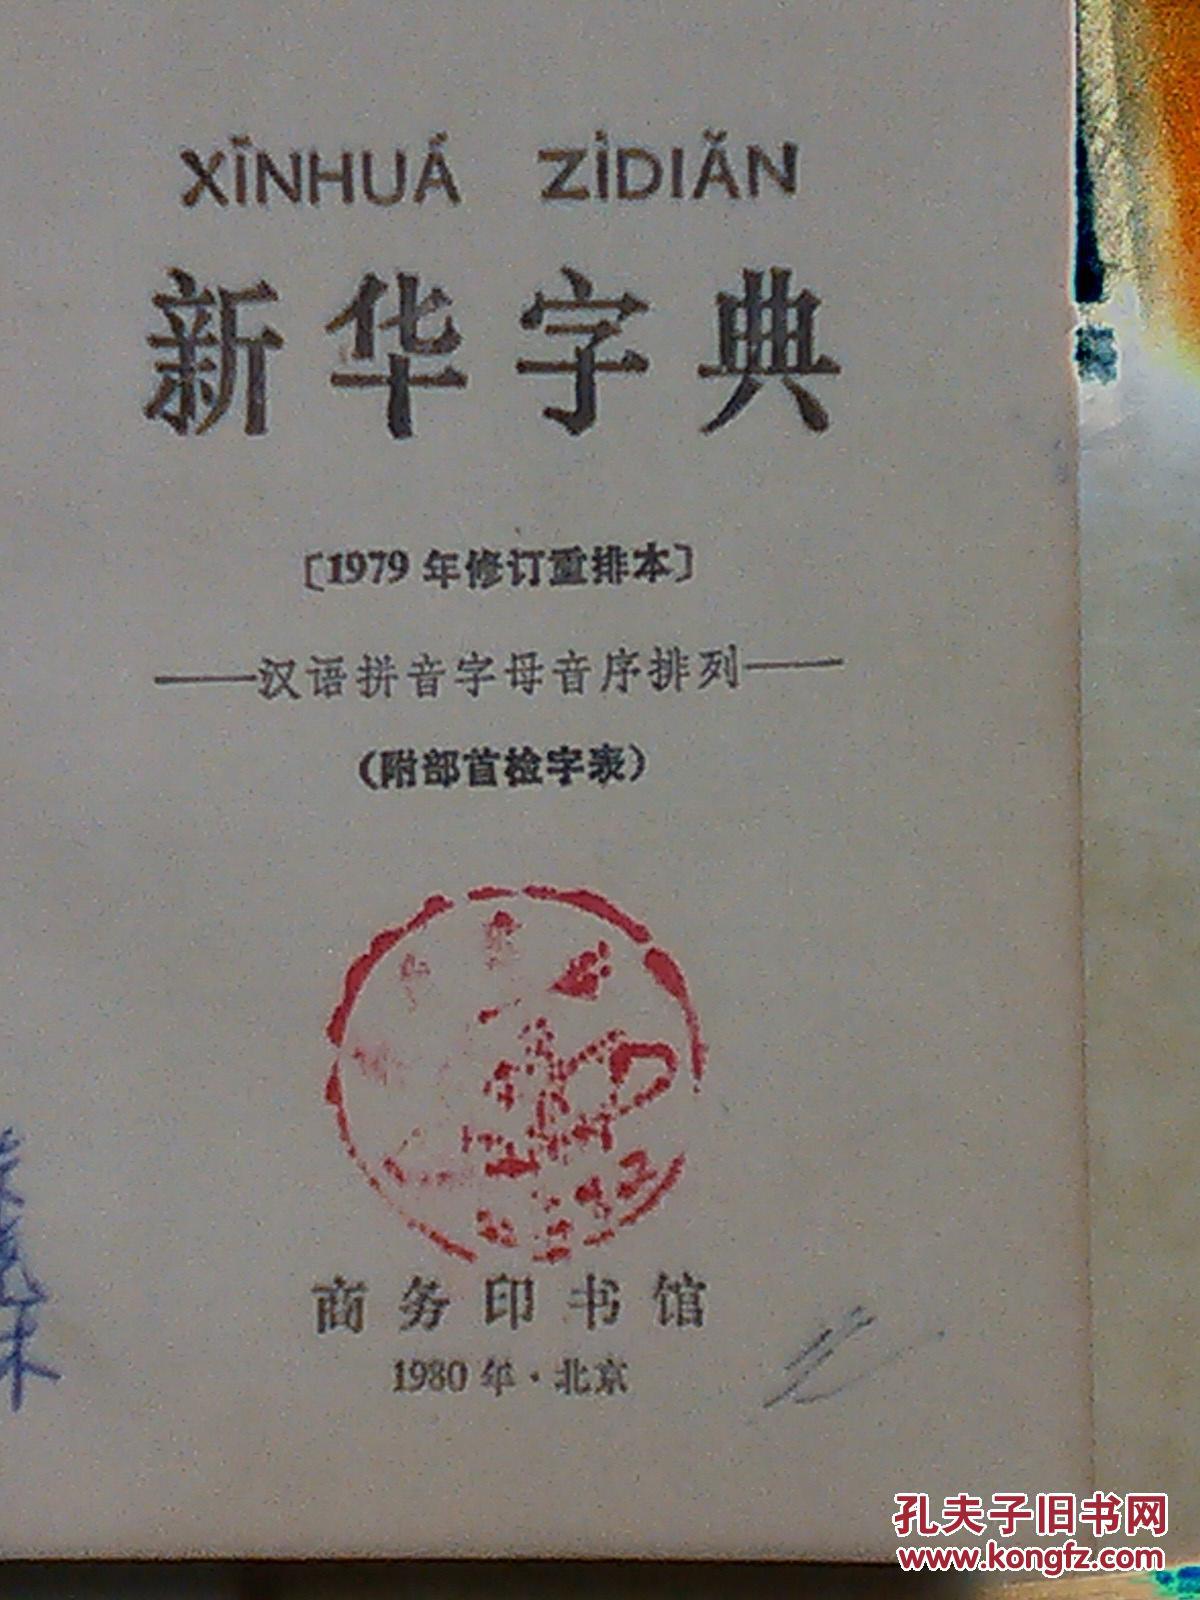 XĪNHUÁ ZÌDIǍN
新华字典
〔1979年修订重排本〕
——汉语拼音字母音序排列——
（附部首检字表）
商务印书馆
1980年·北京
孔夫子旧书网
www.kongfz.com